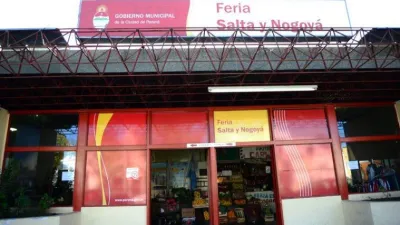 GOBIERNO MUNICIPAL
de la Ciudad de Paraná
Feria
Salta y Nogoyá
Feria
Salta y Nogoyá